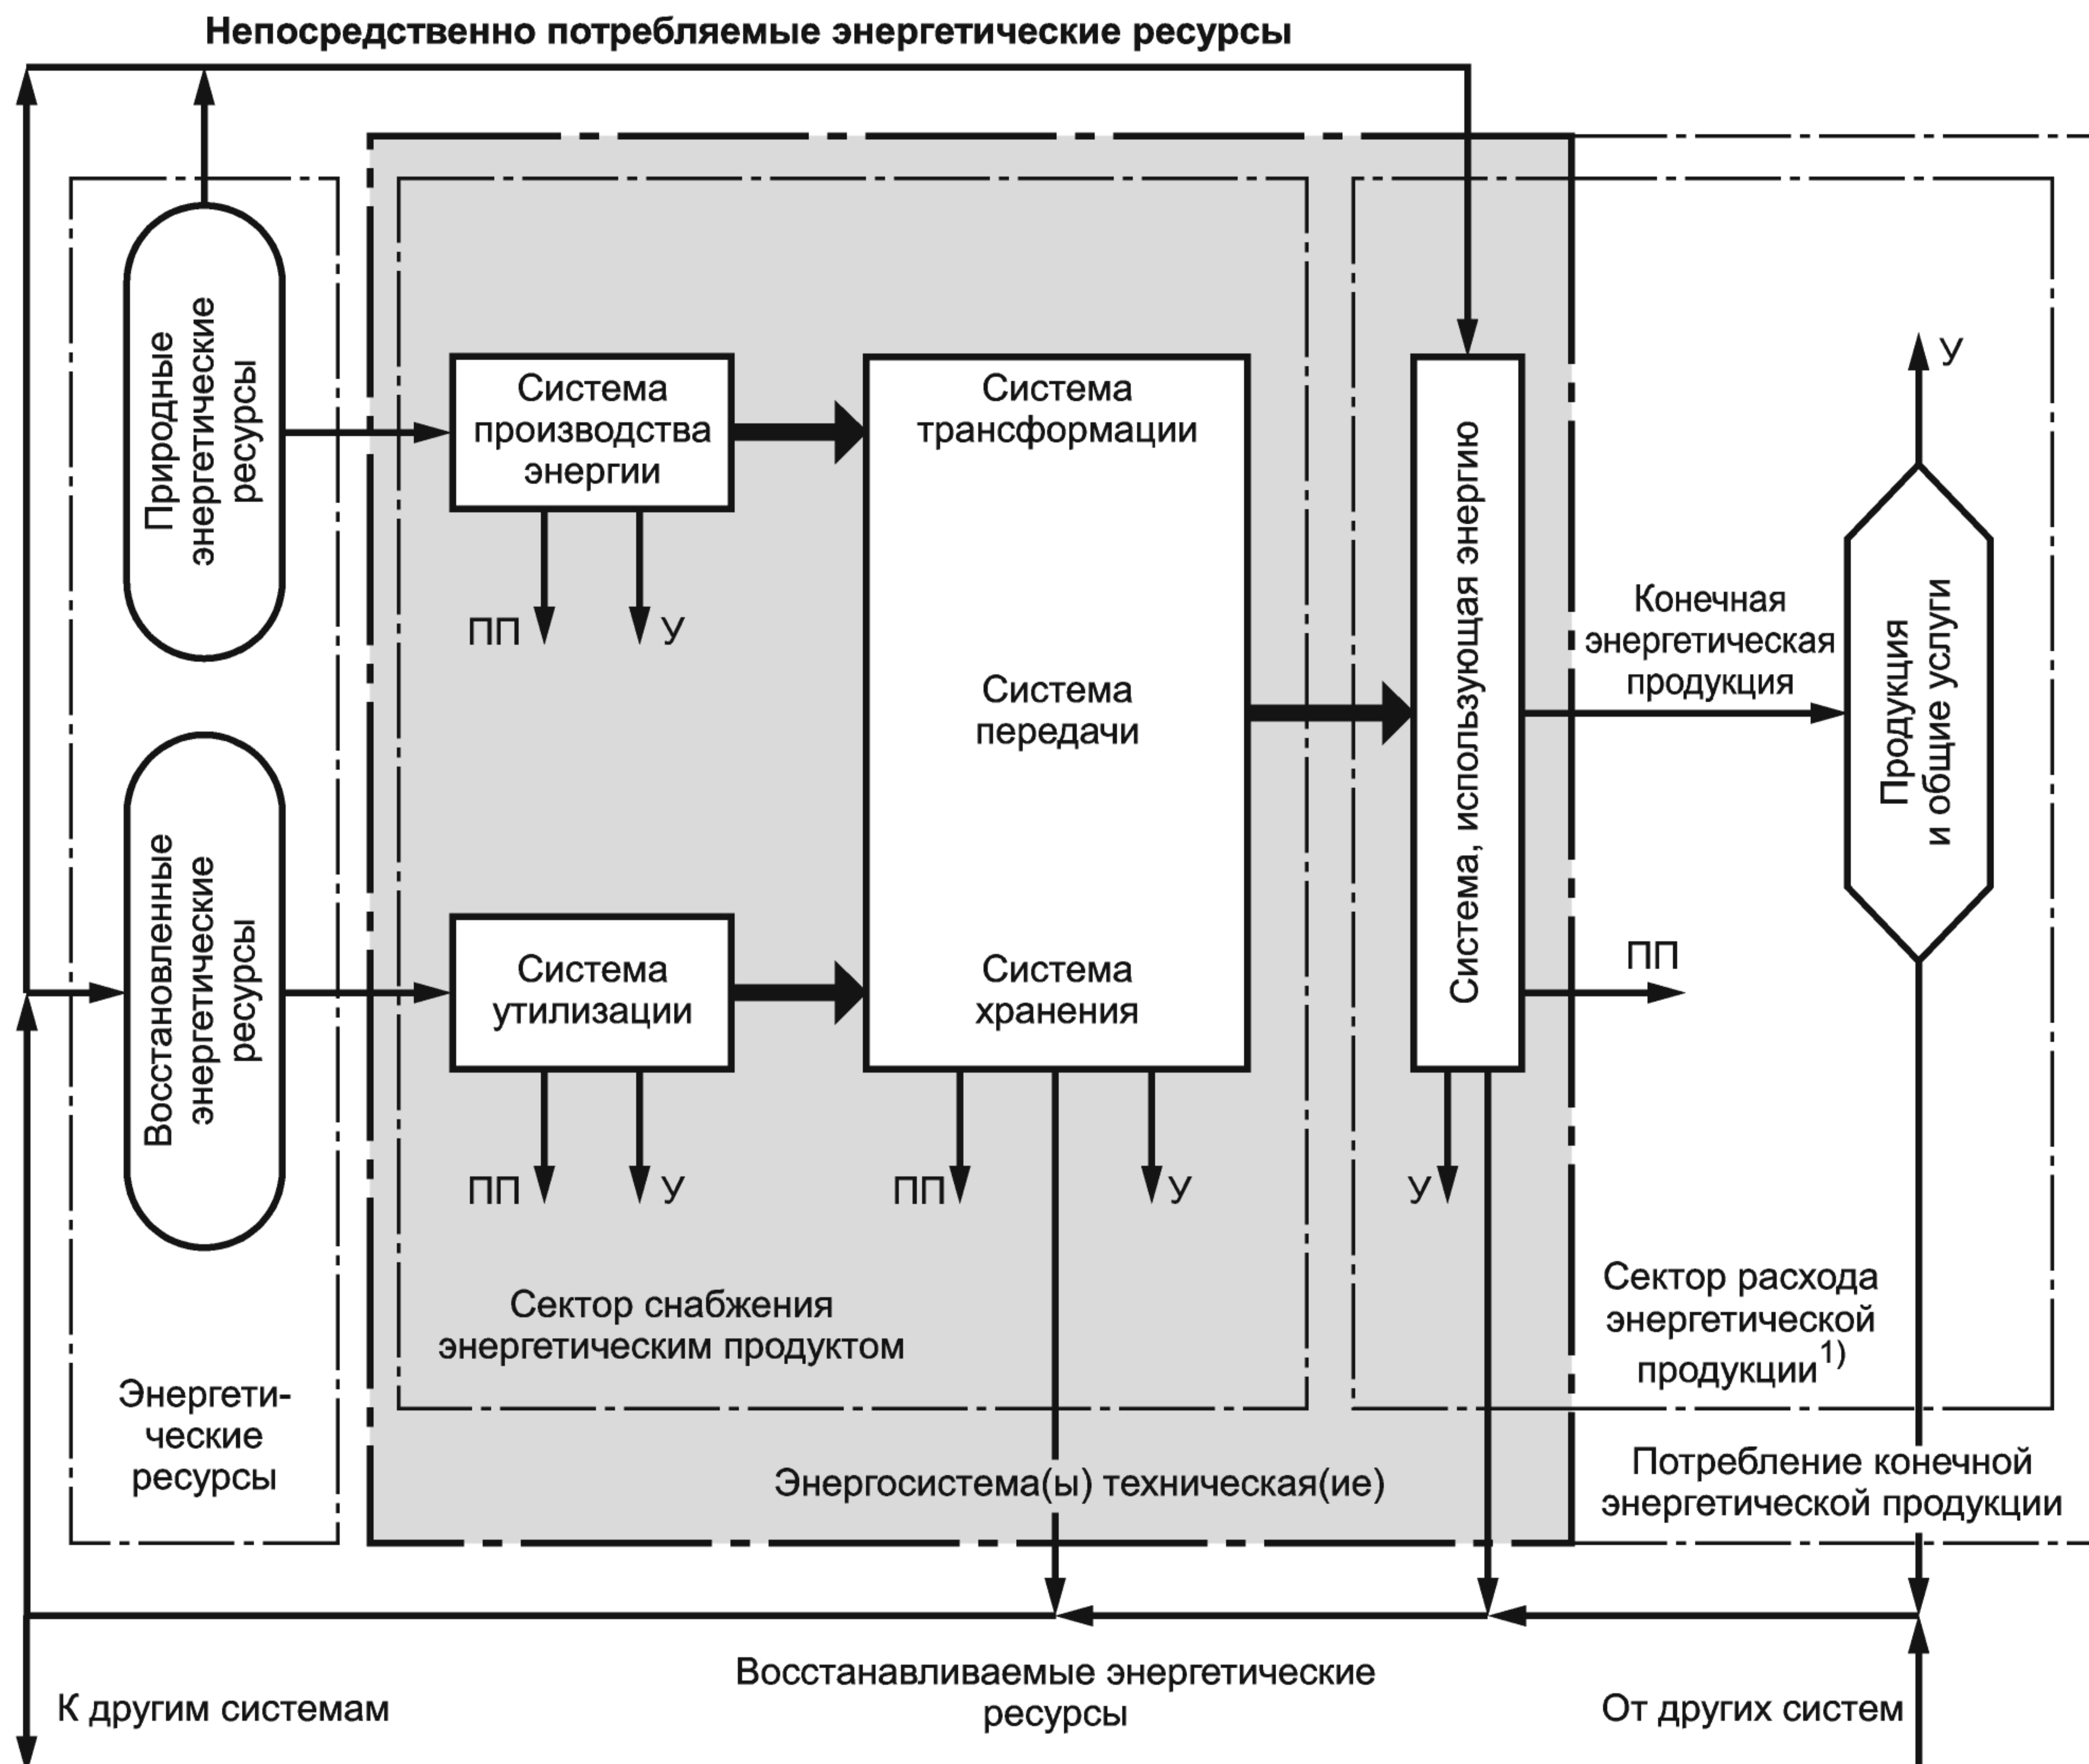 Непосредственно потребляемые энергетические ресурсы
Природные
энергетические
ресурсы
Восстановленные
энергетические
ресурсы
Энергети-
ческие
ресурсы
Система
производства
энергии
ПП
У
Система
утилизации
ПП
У
Система
трансформации
Система
передачи
Система
хранения
ПП
У
Сектор снабжения
энергетическим продуктом
Система, использующая энергию
У
Конечная
энергетическая
продукция
ПП
Продукция
и общие услуги
У
Сектор расхода
энергетической
продукции1)
Энергосистема(ы) техническая(ие)
Потребление конечной
энергетической продукции
К другим системам
Восстанавливаемые энергетические
ресурсы
От других систем